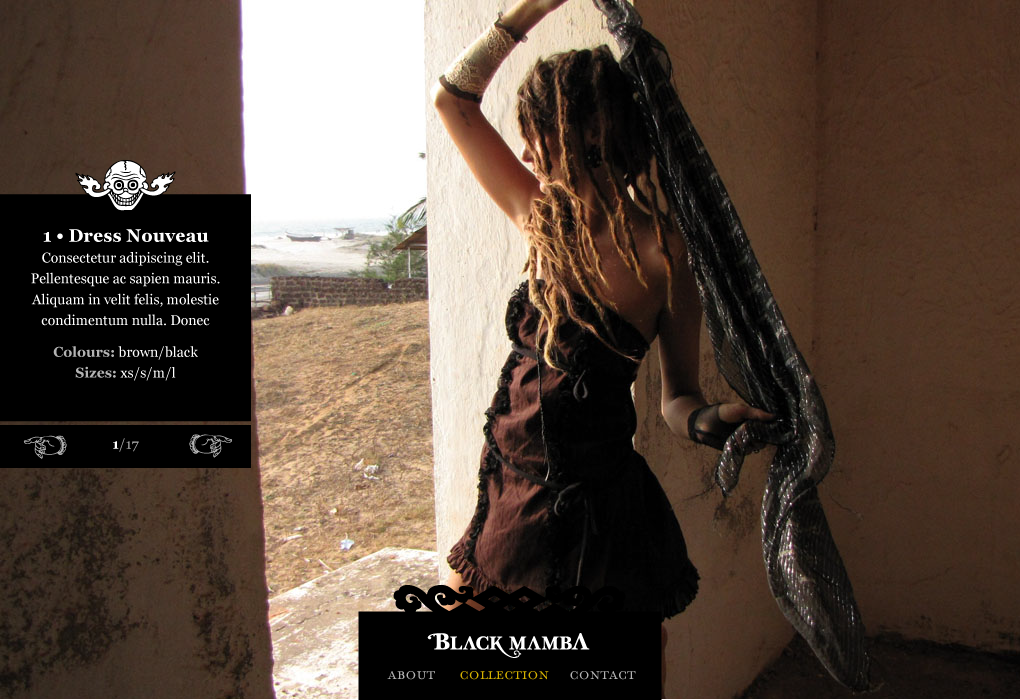 1 • Dress Nouveau
Consectetur adipiscing elit.
Pellentesque ac sapien mauris.
Aliquam in velit felis, molestie
condimentum nulla. Donec
Colours: brown/black
Sizes: xs/s/m/l
1/17
BLACK MAMBA
ABOUT COLLECTION CONTACT